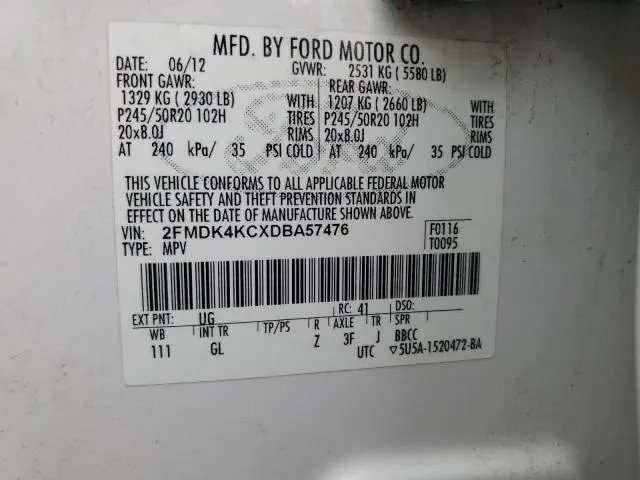 MFD. BY FORD MOTOR CO.
DATE: 06/12 GVWR: 2531 KG ( 5580 LB)
FRONT GAWR: REAR GAWR:
1329 KG ( 2930 LB) WITH 1207 KG ( 2660 LB) WITH
P245/50R20 102H TIRES P245/50R20 102H TIRES
20x8.0J RIMS 20x8.0J RIMS
AT 240 kPa/ 35 PSI COLD AT 240 kPa/ 35 PSI COLD
THIS VEHICLE CONFORMS TO ALL APPLICABLE FEDERAL MOTOR
VEHICLE SAFETY AND THEFT PREVENTION STANDARDS IN
EFFECT ON THE DATE OF MANUFACTURE SHOWN ABOVE.
VIN: 2FMDK4KCXDBA57476 F0116
TYPE: MPV T0095
EXT PNT: UG RC: 41 DSO:
WB INT TR TP/PS R AXLE TR SPR
111 GL Z 3F J BBCC
UTC ▽5U5A-1520472-BA